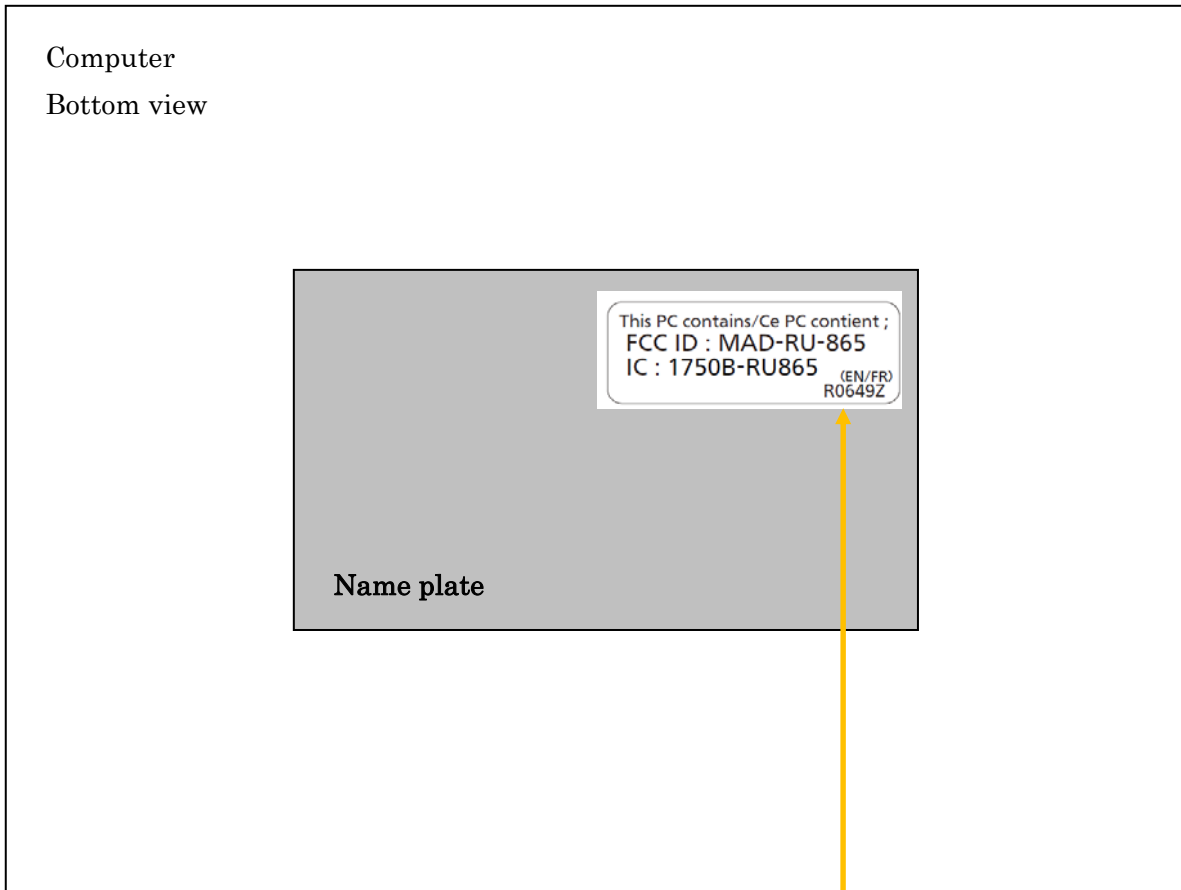 Computer
Bottom view
This PC contains/Ce PC contient ;
FCC ID : MAD-RU-865
IC : 1750B-RU865
(EN/FR)
R0649Z
Name plate